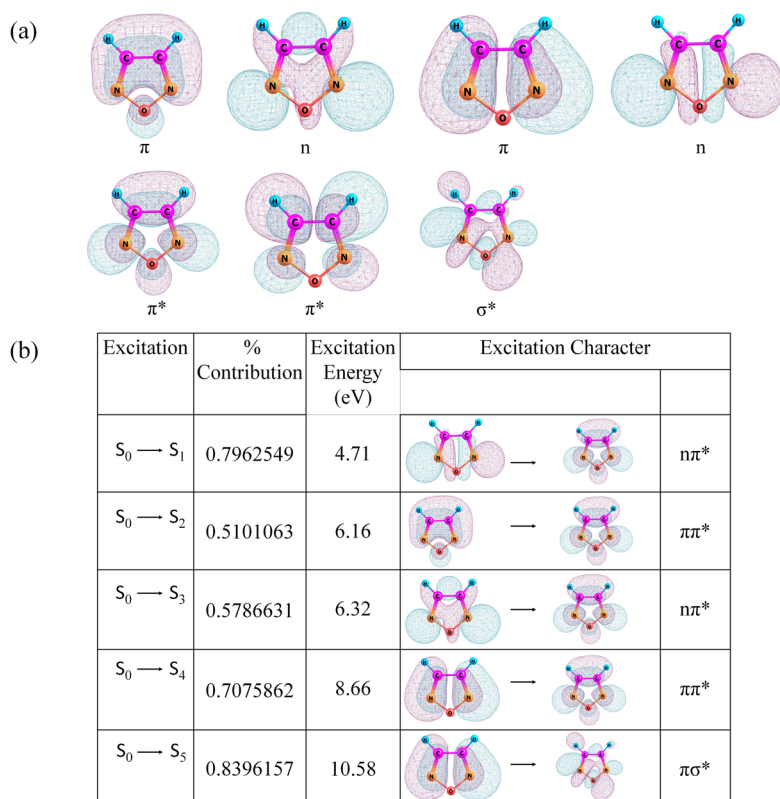 (a)
H H C C N N O
H H C C N N O
H H C C N N O
H H C C N N O
π n π n
H H C C N N O
H H C C N N O
H H C C N N O
π* π* σ*
(b)
Excitation % Contribution Excitation Energy (eV) Excitation Character
S₀ → S₁ 0.7962549 4.71 → nπ*
S₀ → S₂ 0.5101063 6.16 → ππ*
S₀ → S₃ 0.5786631 6.32 → nπ*
S₀ → S₄ 0.7075862 8.66 → ππ*
S₀ → S₅ 0.8396157 10.58 → πσ*